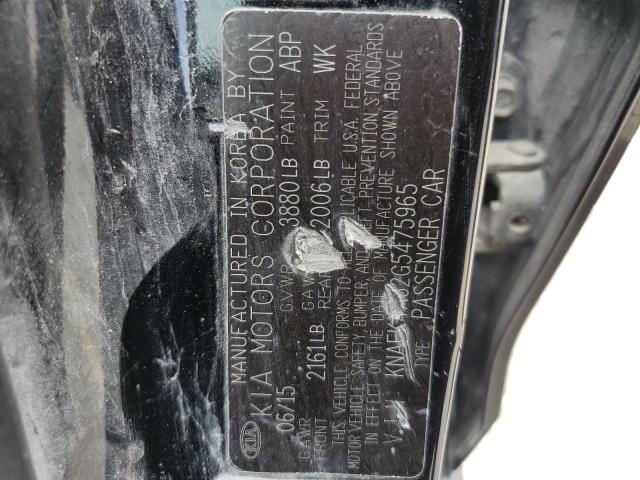 KIA
MANUFACTURED IN KOREA BY
KIA MOTORS CORPORATION
06/15 GVWR 3880LB PAINT ABP
GAWR
FRONT 2161LB REAR 2006LB TRIM WK
THIS VEHICLE CONFORMS TO APPLICABLE U.S.A. FEDERAL
MOTOR VEHICLE SAFETY, BUMPER, AND THEFT PREVENTION STANDARDS
IN EFFECT ON THE DATE OF MANUFACTURE SHOWN ABOVE
G5475965
TYPE PASSENGER CAR